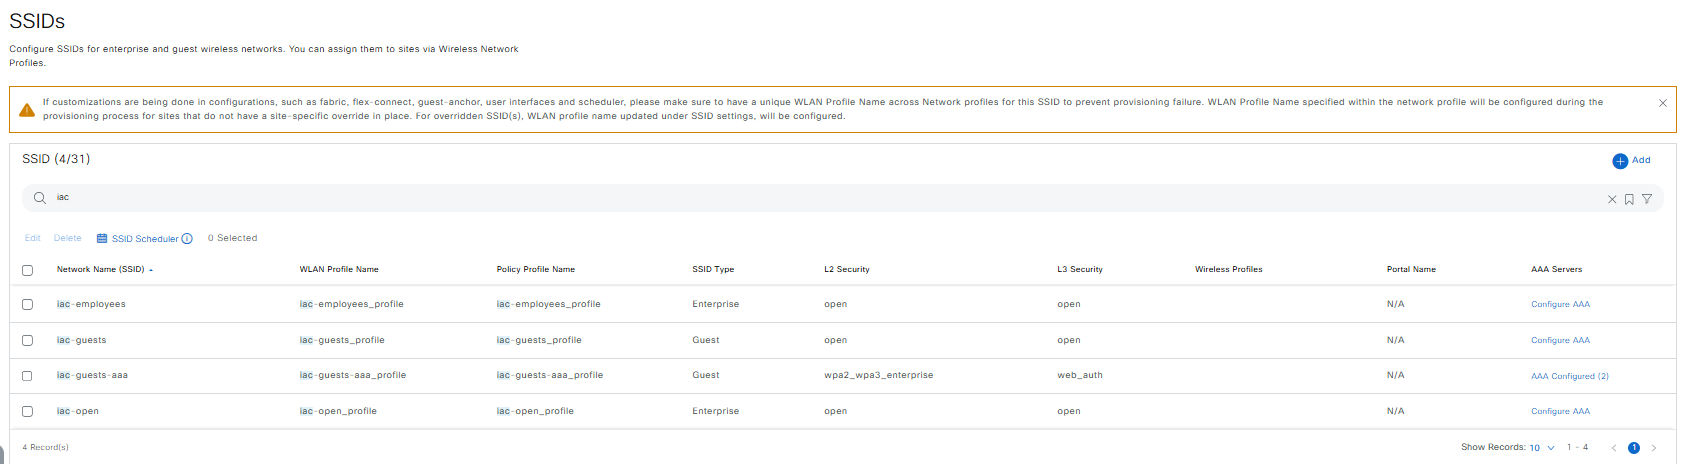 SSIDs
Configure SSIDs for enterprise and guest wireless networks. You can assign them to sites via Wireless Network
Profiles.
If customizations are being done in configurations, such as fabric, flex-connect, guest-anchor, user interfaces and scheduler, please make sure to have a unique WLAN Profile Name across Network profiles for this SSID to prevent provisioning failure. WLAN Profile Name specified within the network profile will be configured during the
provisioning process for sites that do not have a site-specific override in place. For overridden SSID(s), WLAN profile name updated under SSID settings, will be configured.
SSID (4/31) Add
iac
Edit Delete SSID Scheduler 0 Selected
Network Name (SSID) WLAN Profile Name Policy Profile Name SSID Type L2 Security L3 Security Wireless Profiles Portal Name AAA Servers
iac-employees iac-employees_profile iac-employees_profile Enterprise open open N/A Configure AAA
iac-guests iac-guests_profile iac-guests_profile Guest open open N/A Configure AAA
iac-guests-aaa iac-guests-aaa_profile iac-guests-aaa_profile Guest wpa2_wpa3_enterprise web_auth N/A AAA Configured (2)
iac-open iac-open_profile iac-open_profile Enterprise open open N/A Configure AAA
4 Record(s) Show Records: 10 1 - 4 1